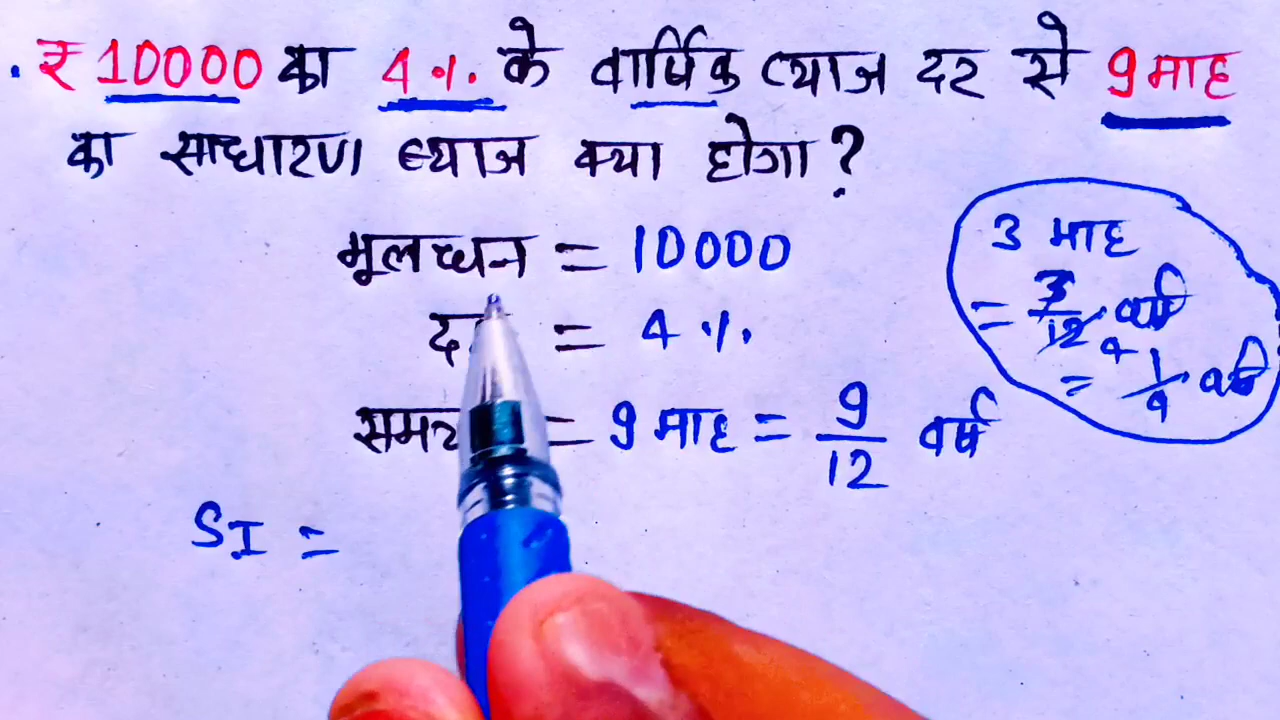 . ₹ 10000 का 4 % के वार्षिक ब्याज दर से 9 माह
का साधारण ब्याज क्या होगा ?
मूलधन = 10000
= 4 %
= 9 माह = 9/12 वर्ष
SI =
3 माह
= 3/12 वर्ष 4
= 1/4 वर्ष